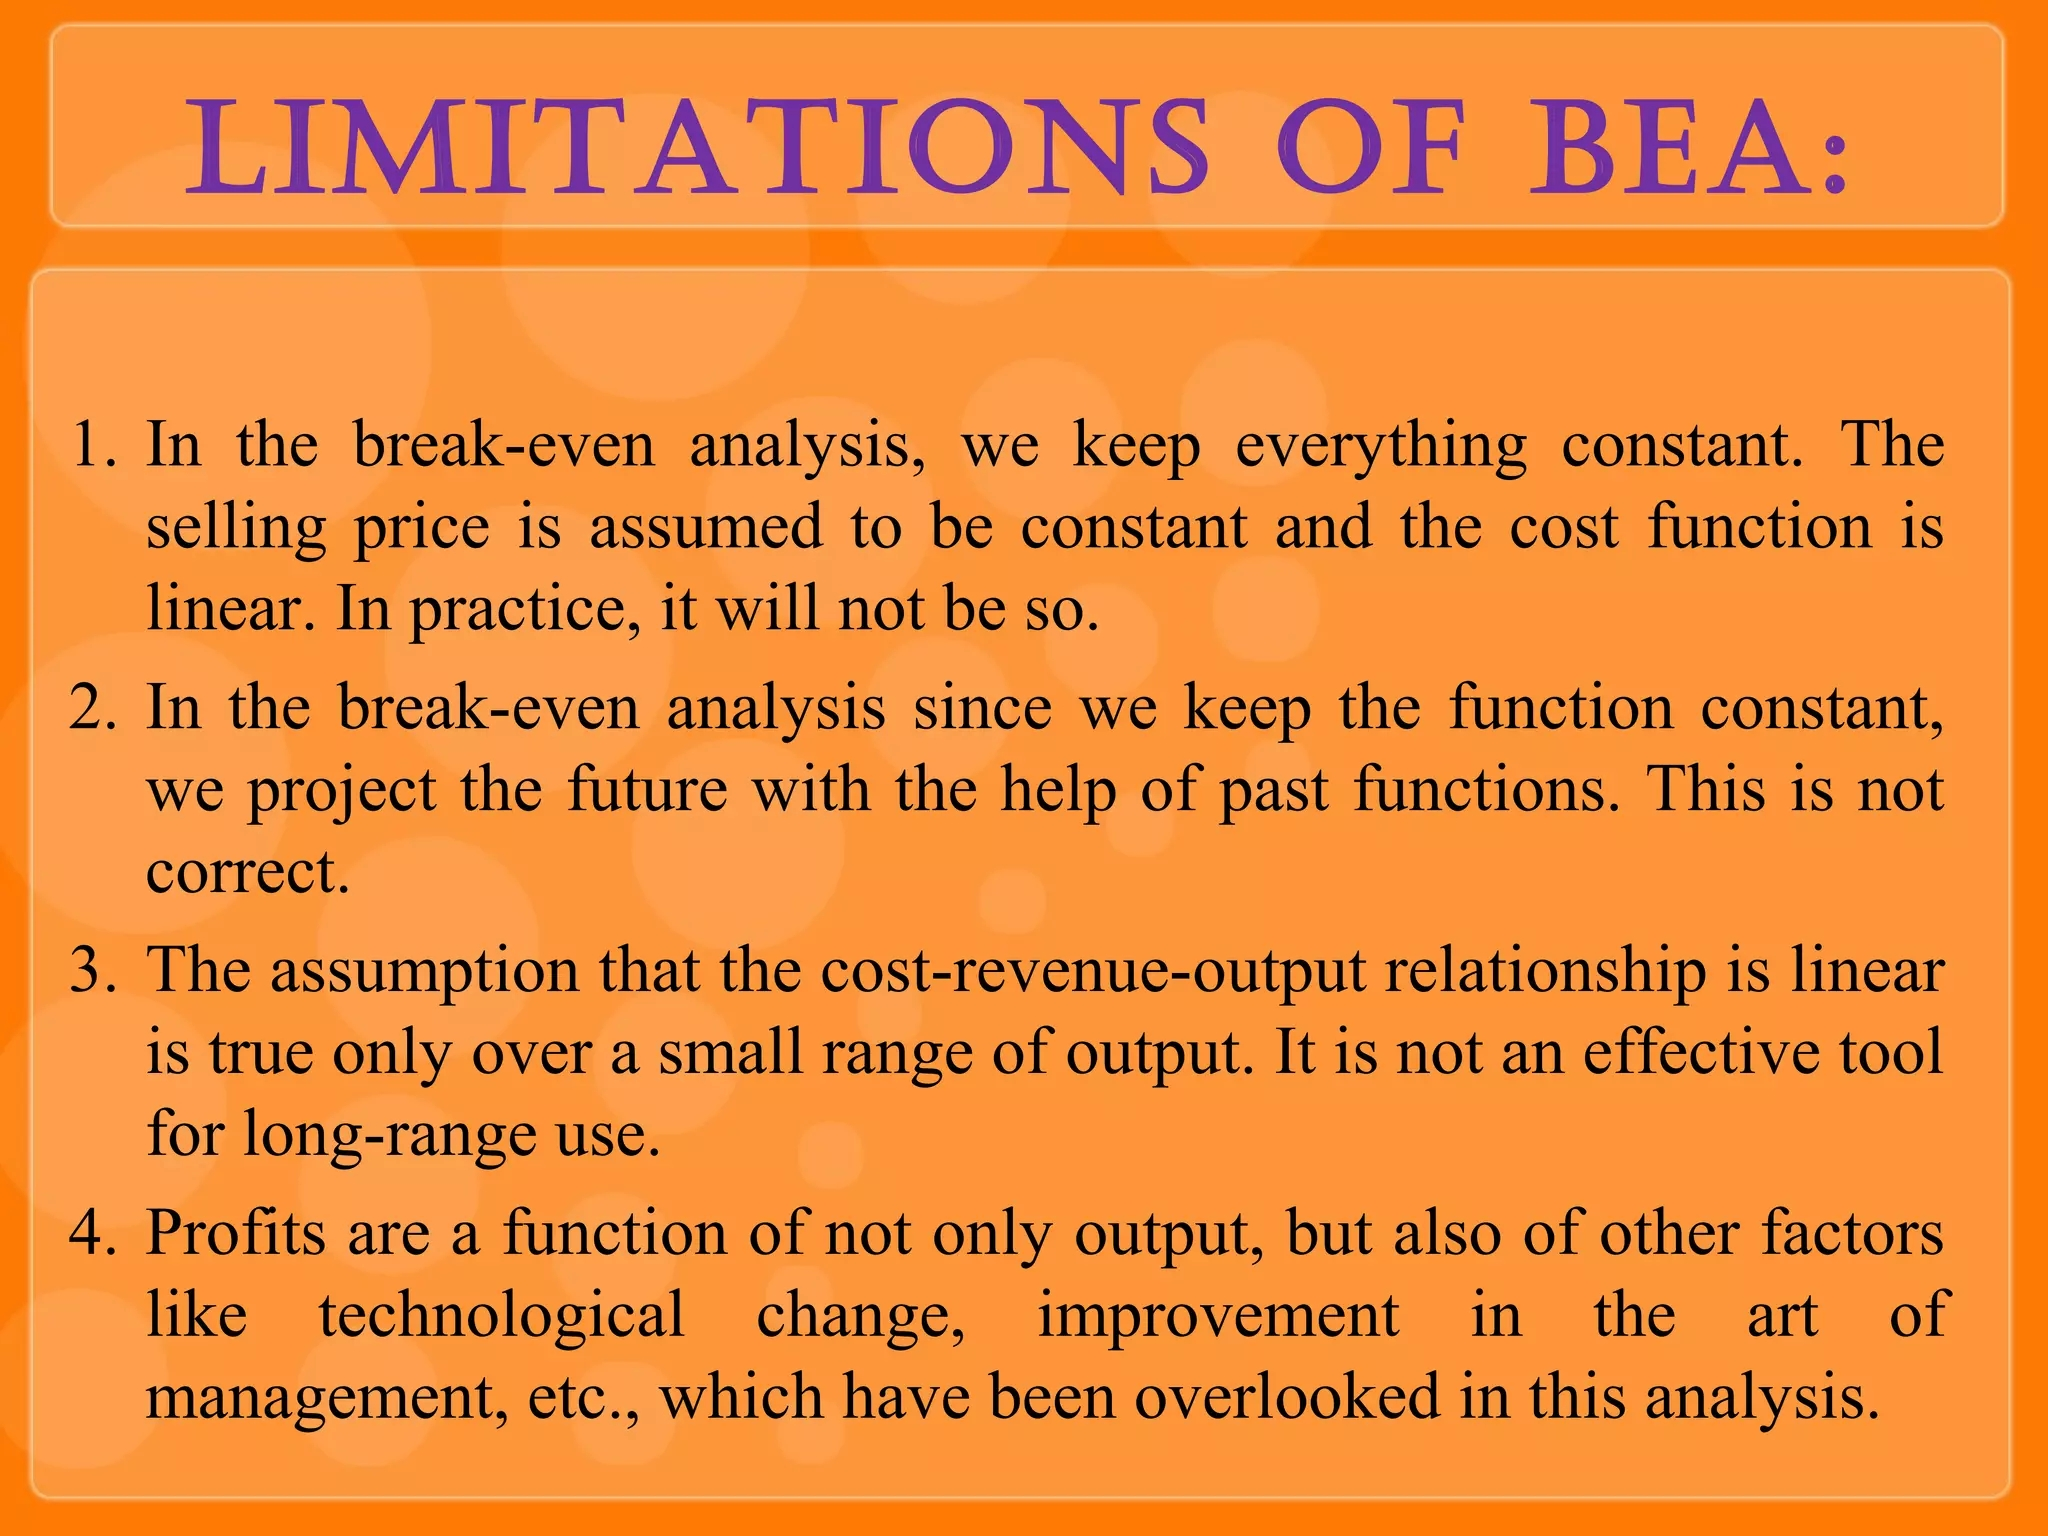 LIMITATIONS OF BEA:
1. In the break-even analysis, we keep everything constant. The
selling price is assumed to be constant and the cost function is
linear. In practice, it will not be so.
2. In the break-even analysis since we keep the function constant,
we project the future with the help of past functions. This is not
correct.
3. The assumption that the cost-revenue-output relationship is linear
is true only over a small range of output. It is not an effective tool
for long-range use.
4. Profits are a function of not only output, but also of other factors
like technological change, improvement in the art of
management, etc., which have been overlooked in this analysis.